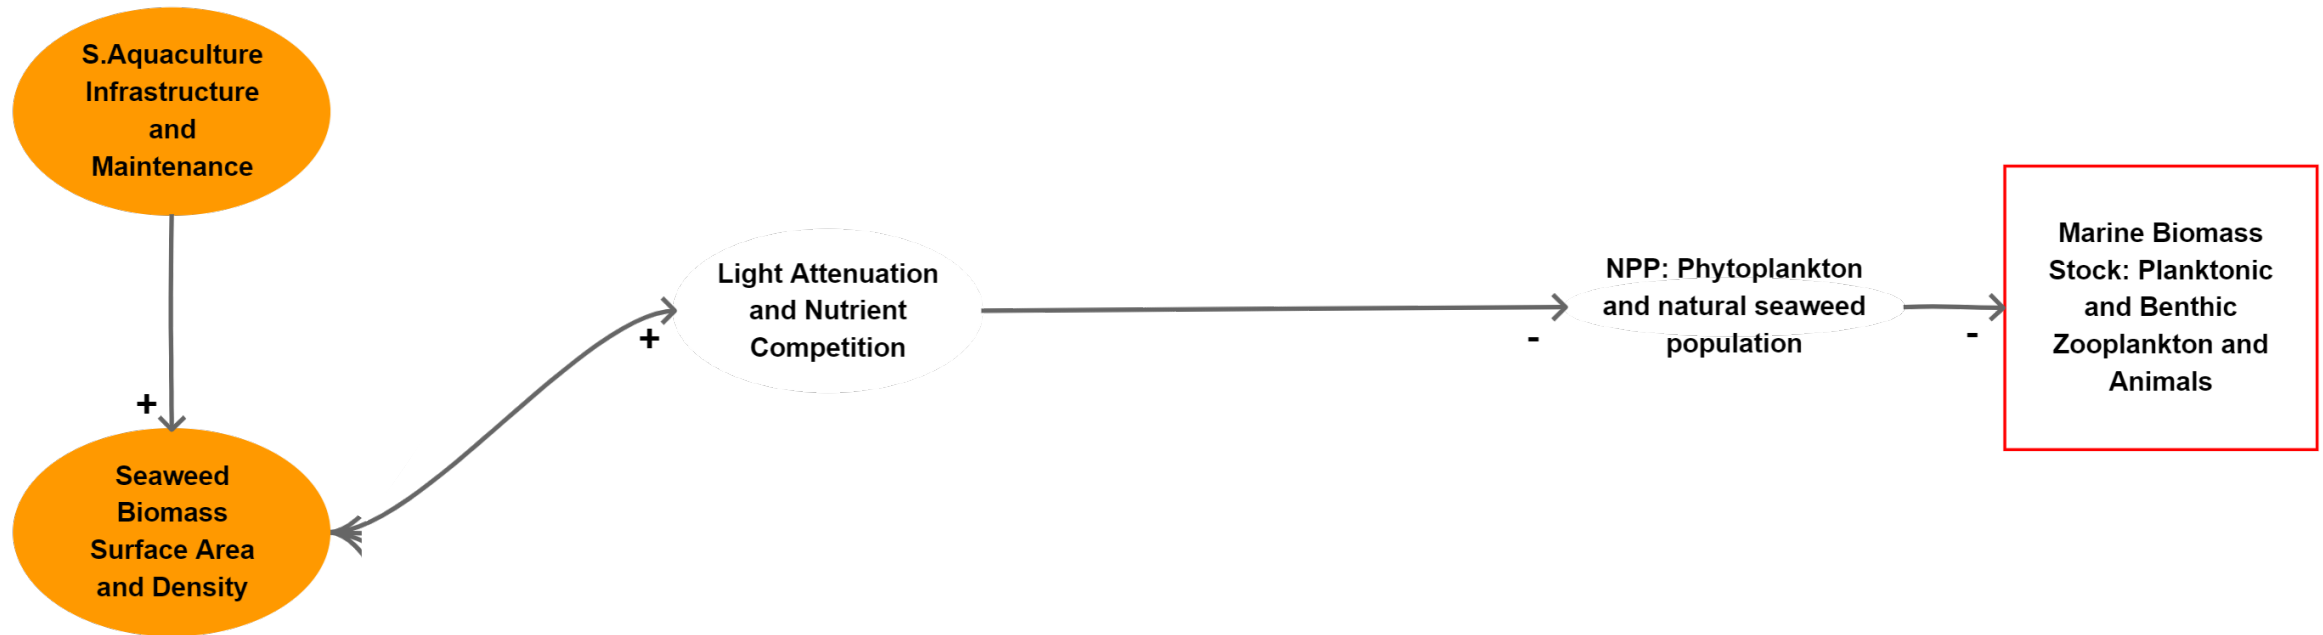 S.Aquaculture
Infrastructure
and
Maintenance
+
Seaweed
Biomass
Surface Area
and Density
+
Light Attenuation
and Nutrient
Competition
-
NPP: Phytoplankton
and natural seaweed
population
-
Marine Biomass
Stock: Planktonic
and Benthic
Zooplankton and
Animals